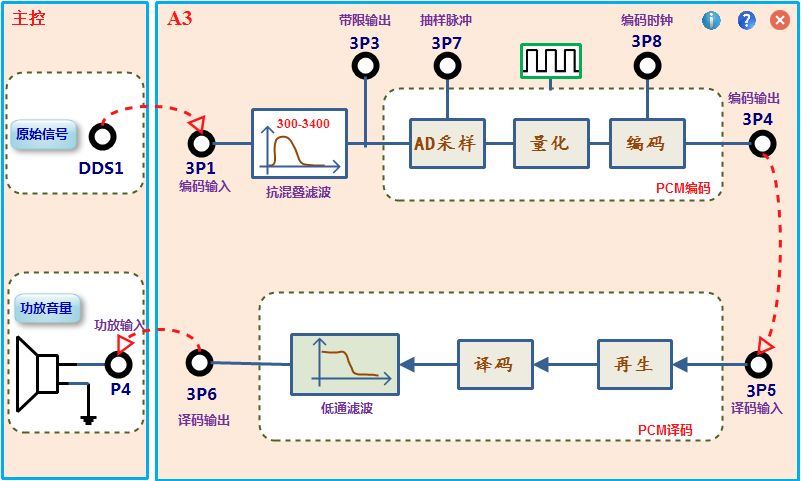 主控
A3
i
?
带限输出
3P3
抽样脉冲
3P7
编码时钟
3P8
编码输出
3P4
原始信号
DDS1
3P1
编码输入
300-3400
抗混叠滤波
AD采样
量化
编码
PCM编码
功放音量
功放输入
P4
3P6
译码输出
低通滤波
译码
再生
3P5
译码输入
PCM译码